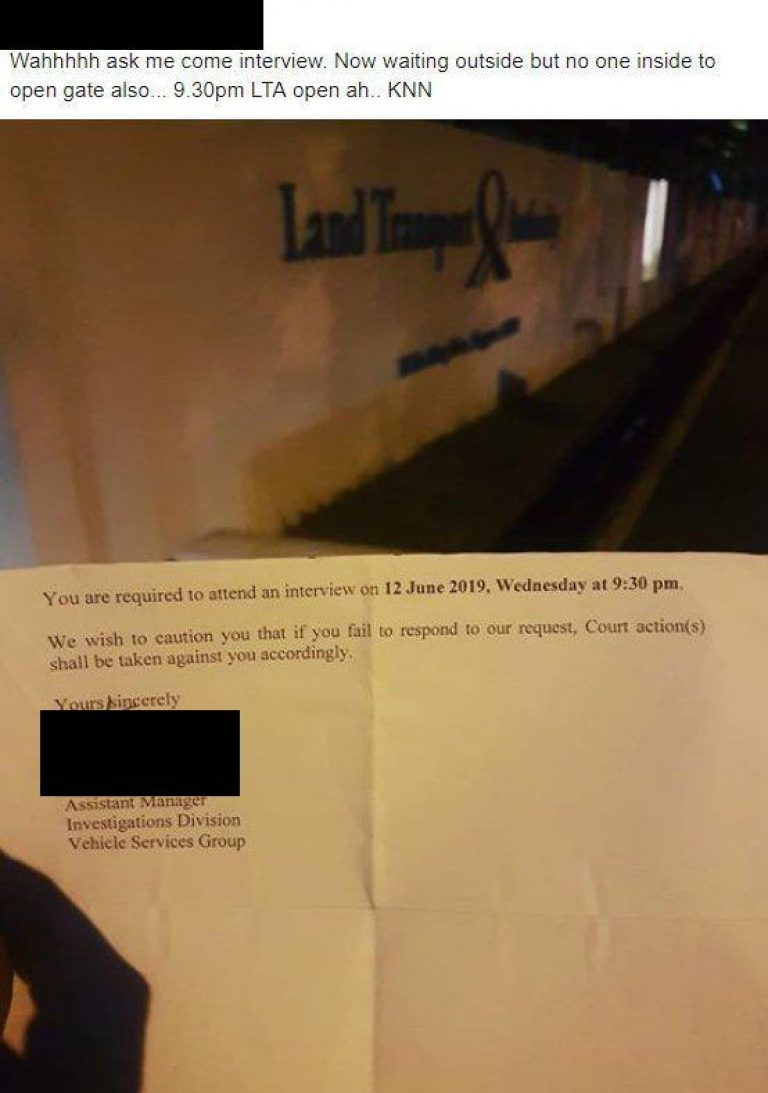 Wahhhhh ask me come interview. Now waiting outside but no one inside to
open gate also... 9.30pm LTA open ah.. KNN
Land Transport
You are required to attend an interview on 12 June 2019, Wednesday at 9:30 pm.
We wish to caution you that if you fail to respond to our request, Court action(s)
shall be taken against you accordingly.
Yours sincerely
Assistant Manager
Investigations Division
Vehicle Services Group